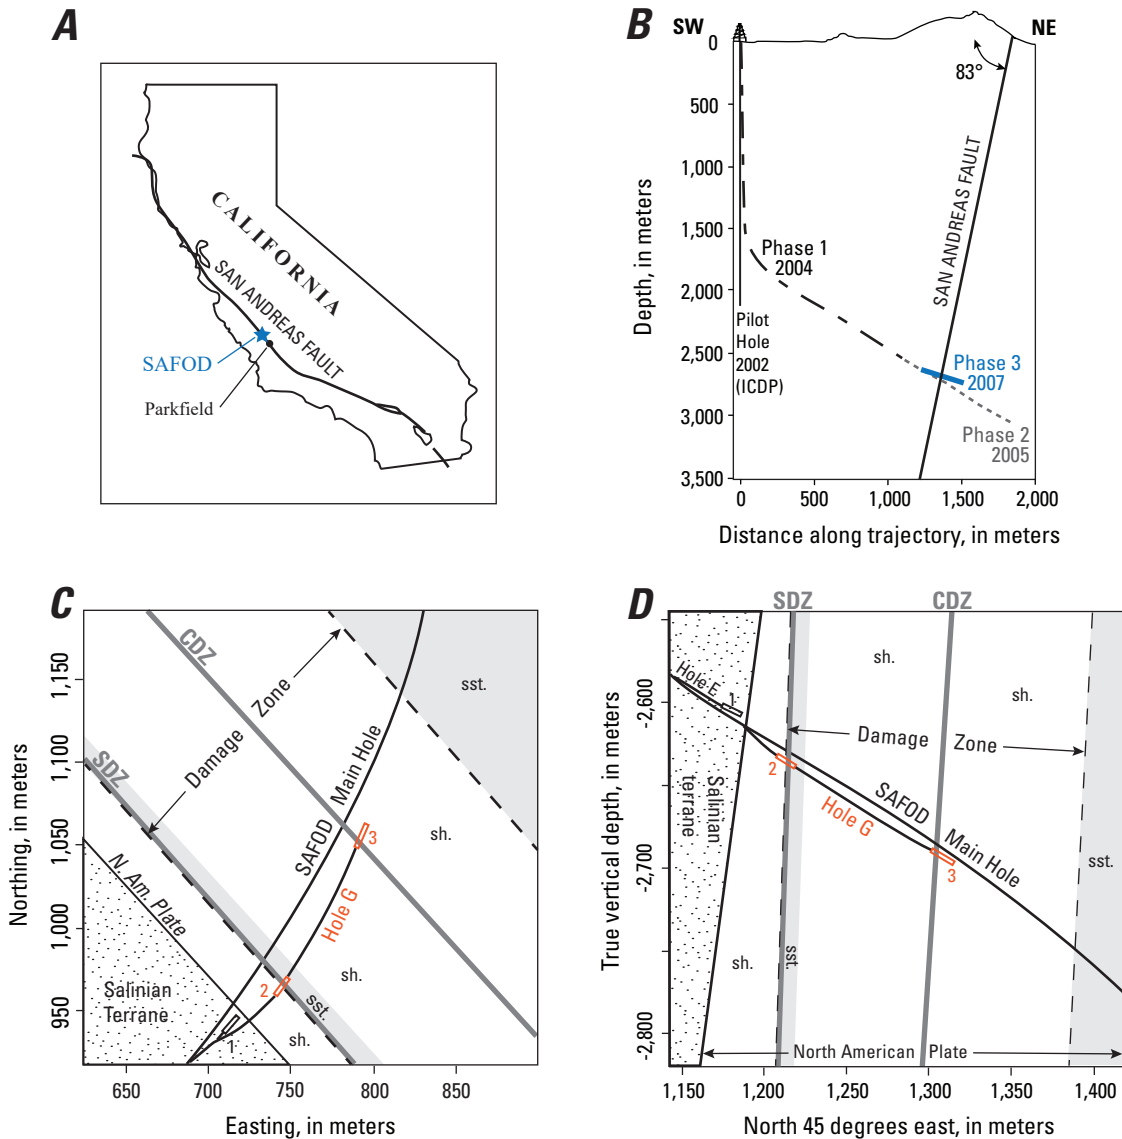 A
CALIFORNIA
SAN ANDREAS FAULT
SAFOD
Parkfield
B
SW
NE
83°
0
500
1,000
1,500
2,000
2,500
3,000
3,500
Depth, in meters
SAN ANDREAS FAULT
Phase 1
2004
Pilot
Hole
2002
(ICDP)
Phase 3
2007
Phase 2
2005
0
500
1,000
1,500
2,000
Distance along trajectory, in meters
C
CDZ
SDZ
Damage
Zone
sst.
1,150
1,100
1,050
1,000
950
Northing, in meters
SAFOD
Main Hole
sh.
3
N. Am. Plate
Hole G
sh.
2
sst.
Salinian
Terrane
1
sh.
650
700
750
800
850
Easting, in meters
D
SDZ
CDZ
sh.
sh.
Hole E
1
-2,600
-2,700
-2,800
True vertical depth, in meters
Damage
Zone
2
Salinian
terrane
SAFOD
Main Hole
Hole G
3
sst.
sh.
sst.
North American Plate
1,150
1,200
1,250
1,300
1,400
North 45 degrees east, in meters